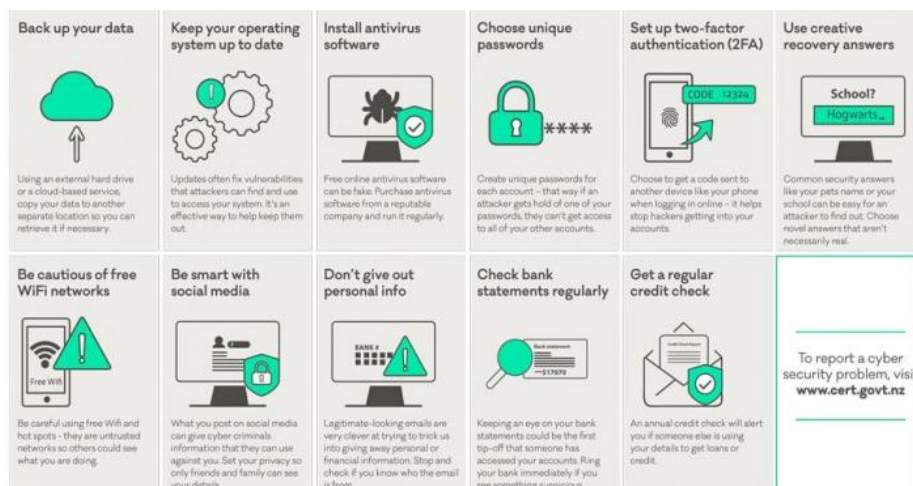 Back up your data
Using an external hard drive
or a cloud-based service,
copy your data to another
separate location so you can
retrieve it if necessary.
Keep your operating
system up to date
Updates often fix vulnerabilities
that attackers can find and use
to access your system. It's an
effective way to help keep them
out.
Install antivirus
software
Free online antivirus software
can be fake. Purchase antivirus
software from a reputable
company and run it regularly.
Choose unique
passwords
****
Create unique passwords for
each account - that way if an
attacker gets hold of one of your
passwords, they can't get access
to all of your other accounts.
Set up two-factor
authentication (2FA)
CODE 12324
Choose to get a code sent to
another device like your phone
when logging in online - it helps
stop hackers getting into your
accounts.
Use creative
recovery answers
School?
Hogwarts_
Common security answers
like your pets name or your
school can be easy for an
attacker to find out. Choose
novel answers that aren't
necessarily real.
Be cautious of free
WiFi networks
Free Wifi
Be careful using free Wifi and
hot spots - they are untrusted
networks so others could see
what you are doing.
Be smart with
social media
What you post on social media
can give cyber criminals
information that they can use
against you. Set your privacy so
only friends and family can see
your details.
Don't give out
personal info
BANK #
Legitimate-looking emails are
very clever at trying to trick us
into giving away personal or
financial information. Stop and
check if you know who the email
is from.
Check bank
statements regularly
Bank statement
$17070
Keeping an eye on your bank
statements could be the first
tip-off that someone has
accessed your accounts. Ring
your bank immediately if you
see something suspicious
Get a regular
credit check
An annual credit check will alert
you if someone else is using
your details to get loans or
credit.
To report a cyber
security problem, visi
www.cert.govt.nz